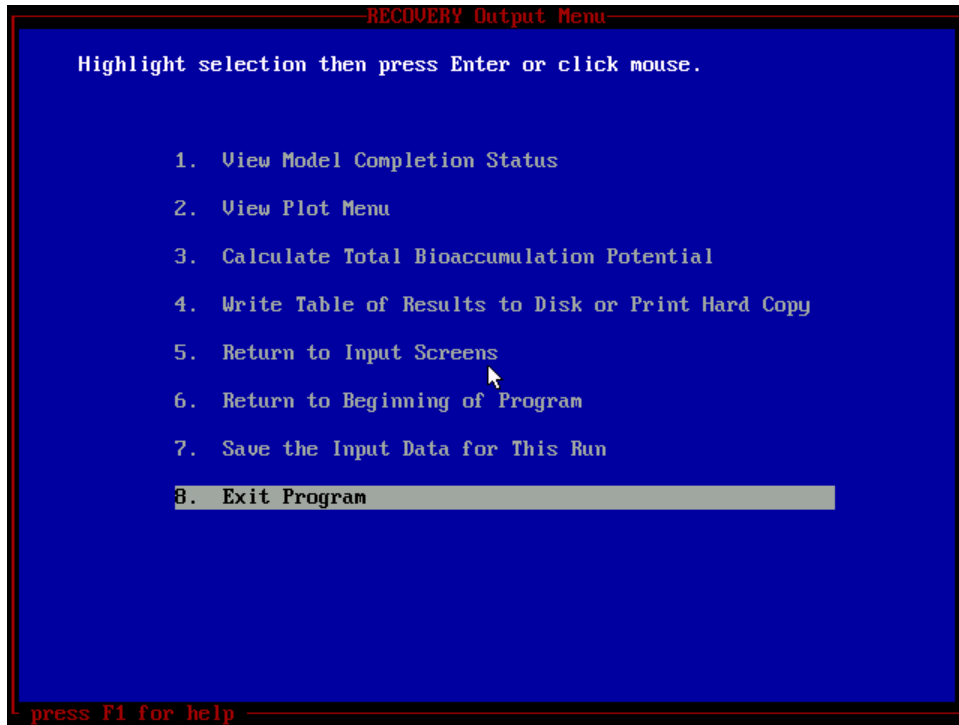 RECOVERY Output Menu
Highlight selection then press Enter or click mouse.
1. View Model Completion Status
2. View Plot Menu
3. Calculate Total Bioaccumulation Potential
4. Write Table of Results to Disk or Print Hard Copy
5. Return to Input Screens
6. Return to Beginning of Program
7. Save the Input Data for This Run
8. Exit Program
press F1 for help